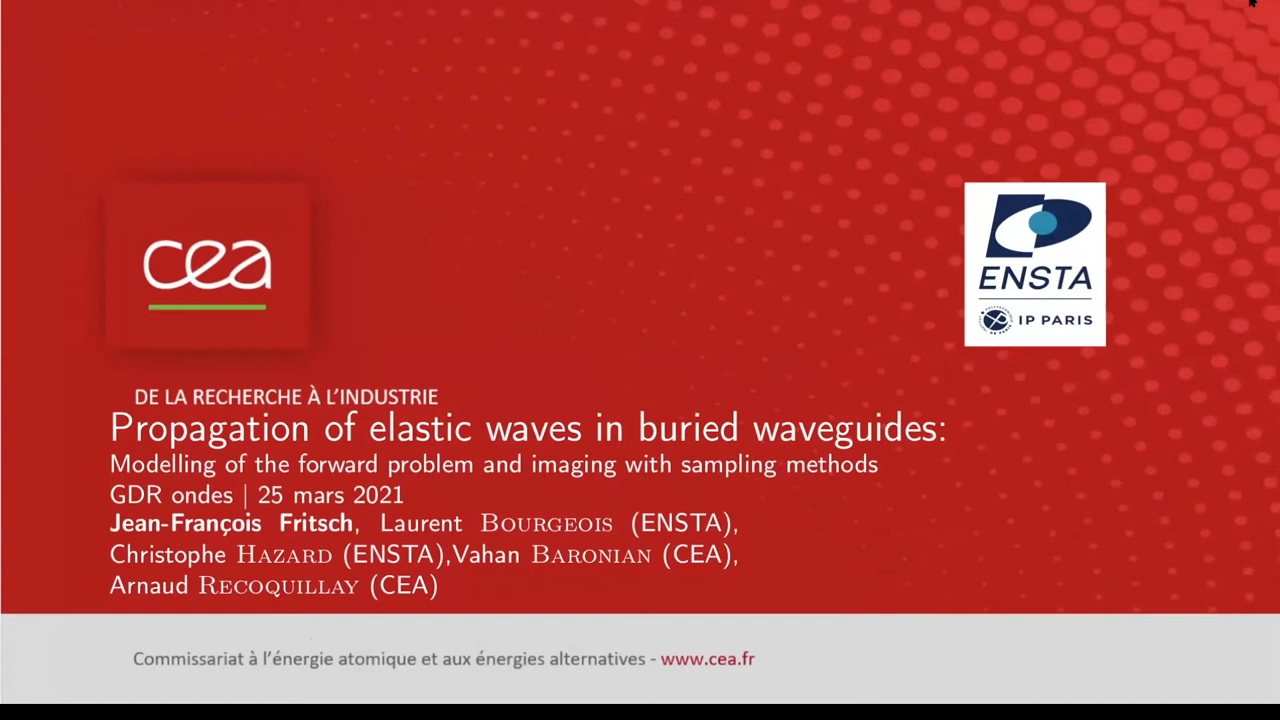 cea
ENSTA
IP PARIS
DE LA RECHERCHE À L'INDUSTRIE
Propagation of elastic waves in buried waveguides:
Modelling of the forward problem and imaging with sampling methods
GDR ondes | 25 mars 2021
Jean-François Fritsch, Laurent BOURGEOIS (ENSTA),
Christophe HAZARD (ENSTA),Vahan BARONIAN (CEA),
Arnaud RECOQUILLAY (CEA)
Commissariat à l'énergie atomique et aux énergies alternatives - www.cea.fr